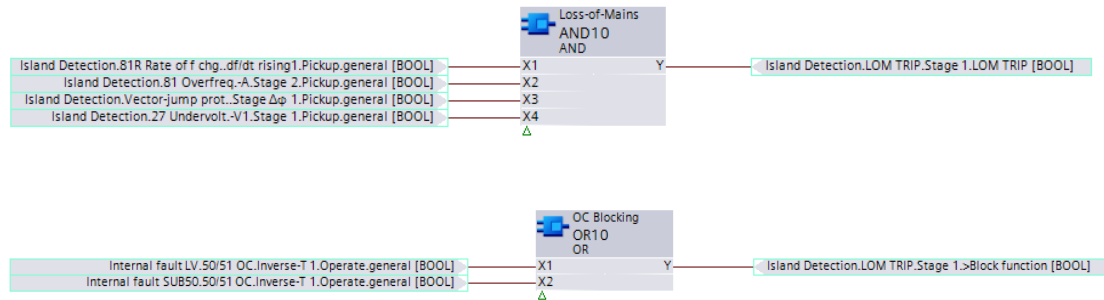 Loss-of-Mains
AND10
AND
Island Detection.81R Rate of f chg..df/dt rising1.Pickup.general [BOOL] X1 Y Island Detection.LOM TRIP.Stage 1.LOM TRIP [BOOL]
Island Detection.81 Overfreq.-A.Stage 2.Pickup.general [BOOL] X2
Island Detection.Vector-jump prot..Stage Δφ 1.Pickup.general [BOOL] X3
Island Detection.27 Undervolt.-V1.Stage 1.Pickup.general [BOOL] X4
OC Blocking
OR10
OR
Internal fault LV.50/51 OC.Inverse-T 1.Operate.general [BOOL] X1 Y Island Detection.LOM TRIP.Stage 1.>Block function [BOOL]
Internal fault SUB50.50/51 OC.Inverse-T 1.Operate.general [BOOL] X2